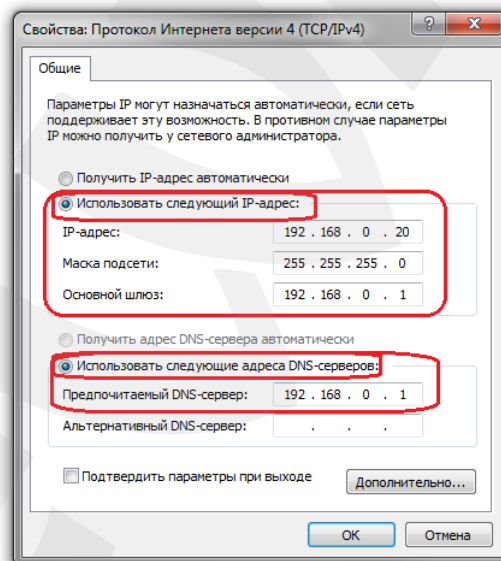 Свойства: Протокол Интернета версии 4 (TCP/IPv4)
Общие
Параметры IP могут назначаться автоматически, если сеть
поддерживает эту возможность. В противном случае параметры
IP можно получить у сетевого администратора.
Получить IP-адрес автоматически
Использовать следующий IP-адрес:
IP-адрес: 192 . 168 . 0 . 20
Маска подсети: 255 . 255 . 255 . 0
Основной шлюз: 192 . 168 . 0 . 1
Получить адрес DNS-сервера автоматически
Использовать следующие адреса DNS-серверов:
Предпочитаемый DNS-сервер: 192 . 168 . 0 . 1
Альтернативный DNS-сервер: . . .
Подтвердить параметры при выходе
Дополнительно...
ОК Отмена